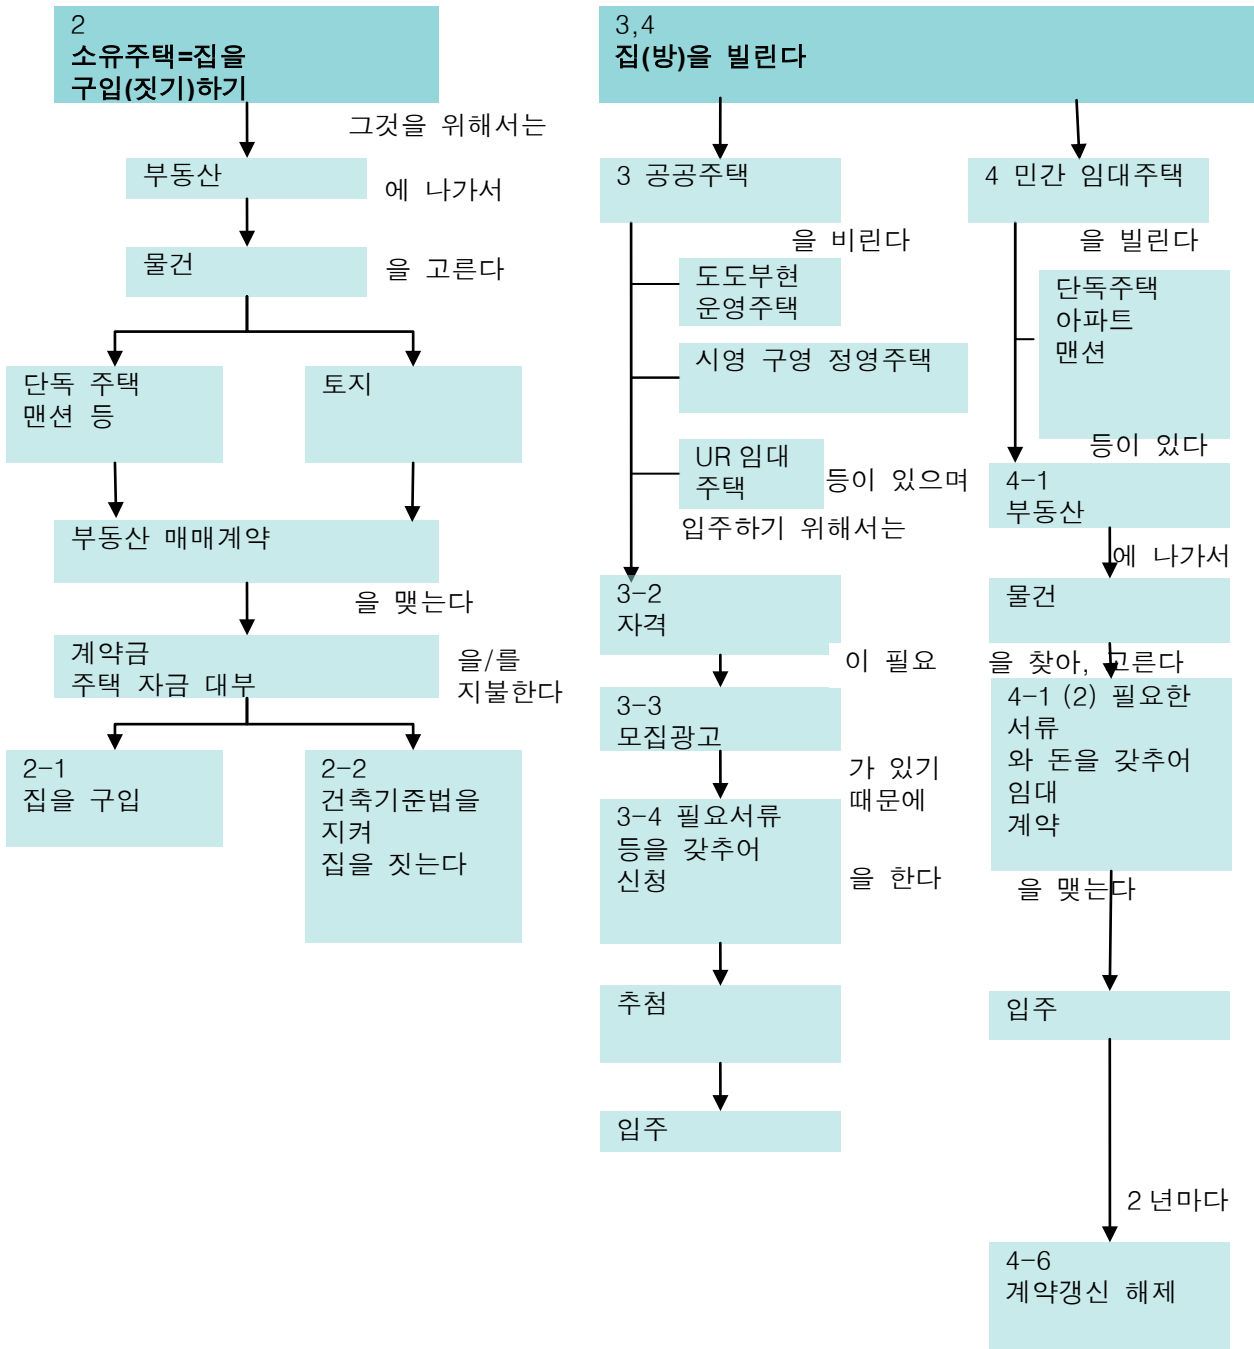 2
소유주택=집을
구입(짓기)하기
그것을 위해서는
부동산
에 나가서
물건
을 고른다
단독 주택
맨션 등
토지
부동산 매매계약
을 맺는다
계약금
주택 자금 대부
을/를
지불한다
2-1
집을 구입
2-2
건축기준법을
지켜
집을 짓는다
3,4
집(방)을 빌린다
3 공공주택
을 비린다
도도부현
운영주택
시영 구영 정영주택
UR 임대
주택
등이 있으며
입주하기 위해서는
3-2
자격
이 필요
3-3
모집광고
가 있기
때문에
3-4 필요서류
등을 갖추어
신청
을 한다
추첨
입주
4 민간 임대주택
을 빌린다
단독주택
아파트
맨션
등이 있다
4-1
부동산
에 나가서
물건
을 찾아, 고른다
4-1 (2) 필요한
서류
와 돈을 갖추어
임대
계약
을 맺는다
입주
2 년마다
4-6
계약갱신 해제